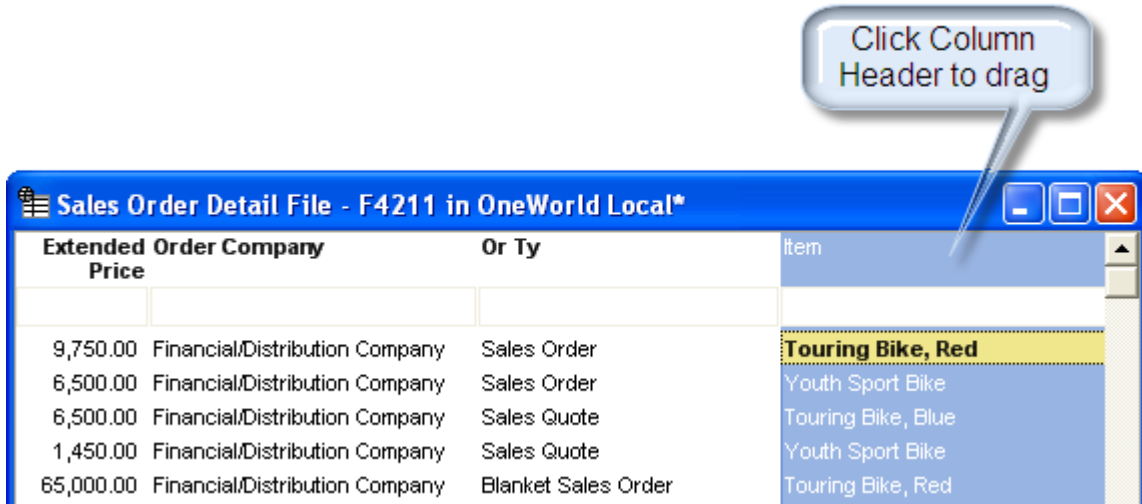 Click Column
Header to drag
Sales Order Detail File - F4211 in OneWorld Local*
Extended Order Company Or Ty Item
Price
9,750.00 Financial/Distribution Company Sales Order Touring Bike, Red
6,500.00 Financial/Distribution Company Sales Order Youth Sport Bike
6,500.00 Financial/Distribution Company Sales Quote Touring Bike, Blue
1,450.00 Financial/Distribution Company Sales Quote Youth Sport Bike
65,000.00 Financial/Distribution Company Blanket Sales Order Touring Bike, Red